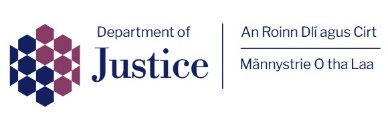 Department of
Justice
An Roinn Dlí agus Cirt
Männystrie O tha Laa